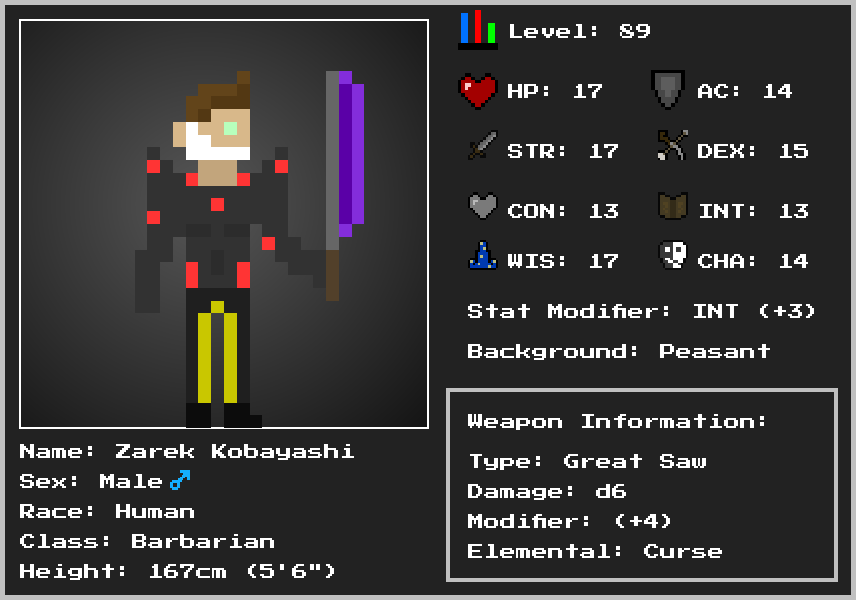 Level: 89
HP: 17
AC: 14
STR: 17
DEX: 15
CON: 13
INT: 13
WIS: 17
CHA: 14
Stat Modifier: INT (+3)
Background: Peasant
Weapon Information:
Type: Great Saw
Damage: d6
Modifier: (+4)
Elemental: Curse
Name: Zarek Kobayashi
Sex: Male♂
Race: Human
Class: Barbarian
Height: 167cm (5'6")